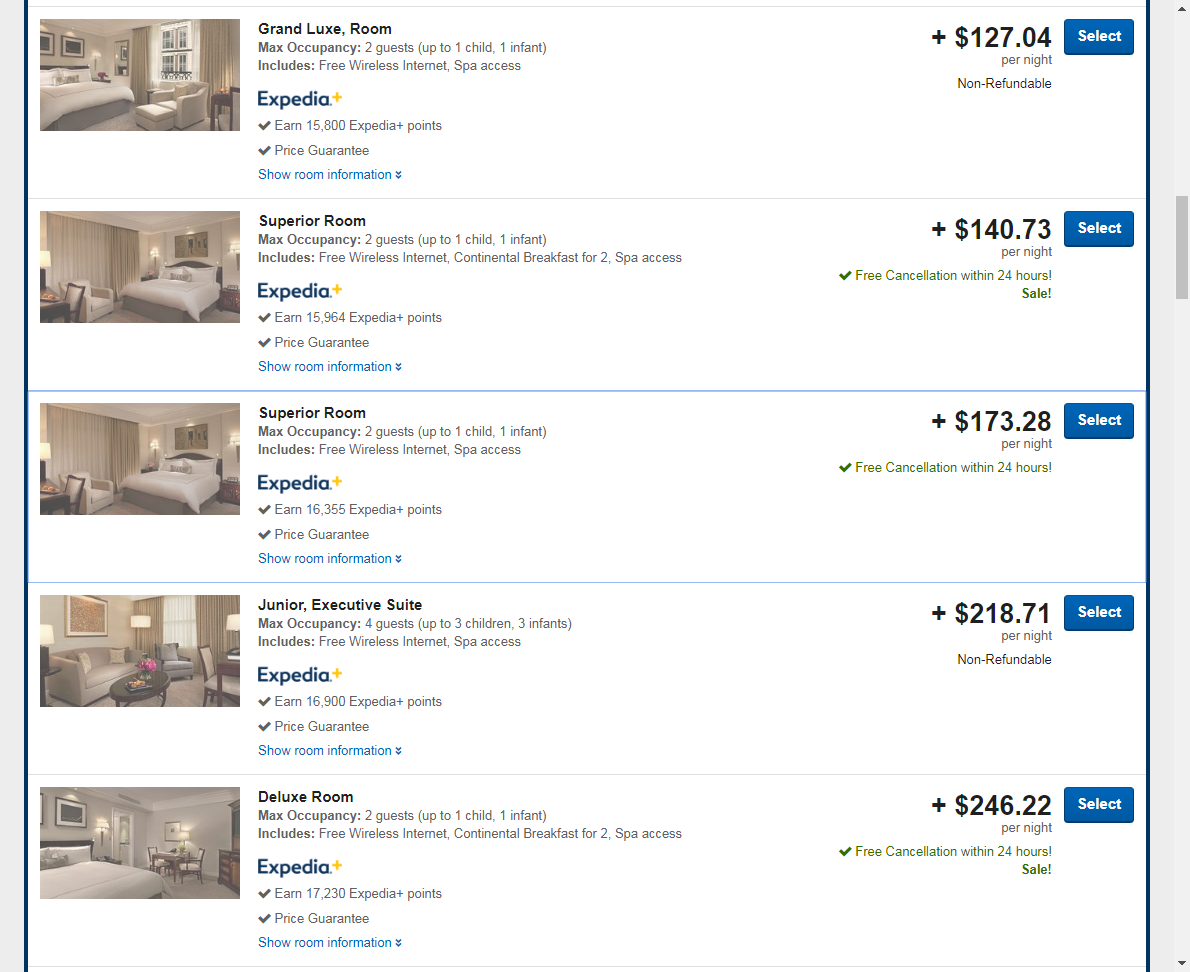 Grand Luxe, Room
Max Occupancy: 2 guests (up to 1 child, 1 infant)
Includes: Free Wireless Internet, Spa access
Expedia.+
Earn 15,800 Expedia+ points
Price Guarantee
Show room information
+ $127.04
per night
Non-Refundable
Select
Superior Room
Max Occupancy: 2 guests (up to 1 child, 1 infant)
Includes: Free Wireless Internet, Continental Breakfast for 2, Spa access
Expedia.+
Earn 15,964 Expedia+ points
Price Guarantee
Show room information
+ $140.73
per night
Free Cancellation within 24 hours!
Sale!
Select
Superior Room
Max Occupancy: 2 guests (up to 1 child, 1 infant)
Includes: Free Wireless Internet, Spa access
Expedia.+
Earn 16,355 Expedia+ points
Price Guarantee
Show room information
+ $173.28
per night
Free Cancellation within 24 hours!
Select
Junior, Executive Suite
Max Occupancy: 4 guests (up to 3 children, 3 infants)
Includes: Free Wireless Internet, Spa access
Expedia.+
Earn 16,900 Expedia+ points
Price Guarantee
Show room information
+ $218.71
per night
Non-Refundable
Select
Deluxe Room
Max Occupancy: 2 guests (up to 1 child, 1 infant)
Includes: Free Wireless Internet, Continental Breakfast for 2, Spa access
Expedia.+
Earn 17,230 Expedia+ points
Price Guarantee
Show room information
+ $246.22
per night
Free Cancellation within 24 hours!
Sale!
Select